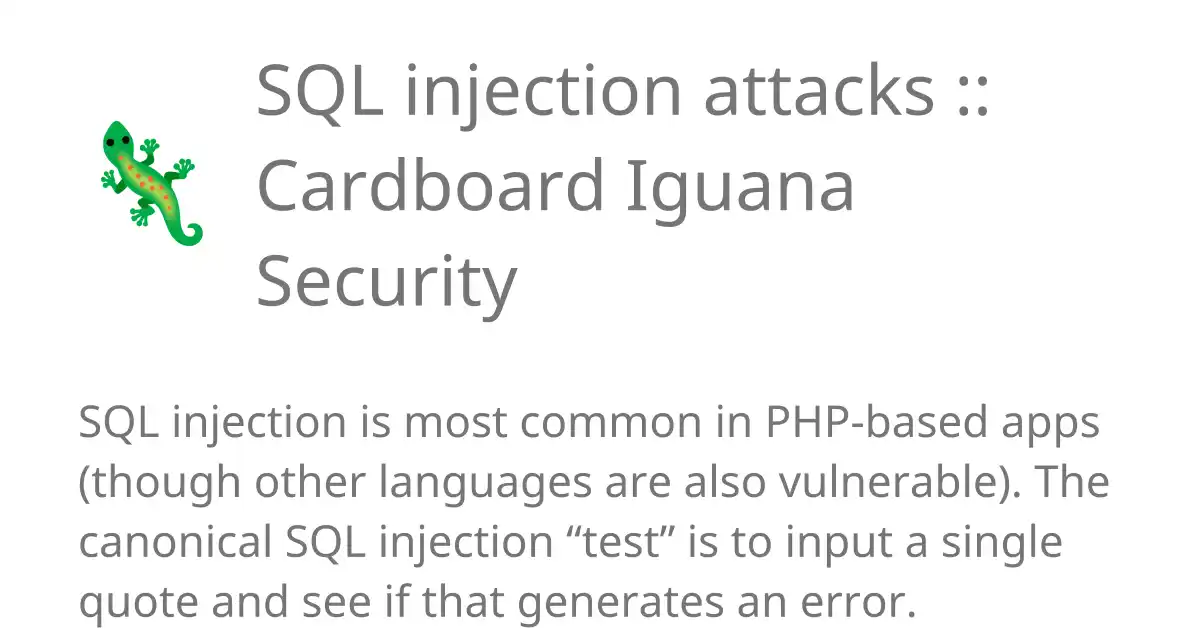 SQL injection attacks ::
Cardboard Iguana
Security
SQL injection is most common in PHP-based apps
(though other languages are also vulnerable). The
canonical SQL injection “test” is to input a single
quote and see if that generates an error.